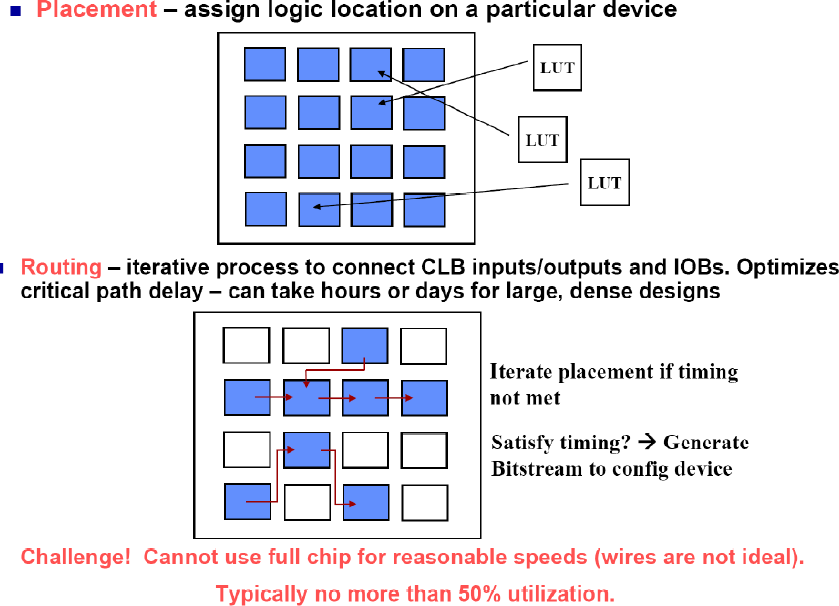 Placement – assign logic location on a particular device
LUT
LUT
LUT
Routing – iterative process to connect CLB inputs/outputs and IOBs. Optimizes
critical path delay – can take hours or days for large, dense designs
Iterate placement if timing
not met
Satisfy timing? → Generate
Bitstream to config device
Challenge! Cannot use full chip for reasonable speeds (wires are not ideal).
Typically no more than 50% utilization.